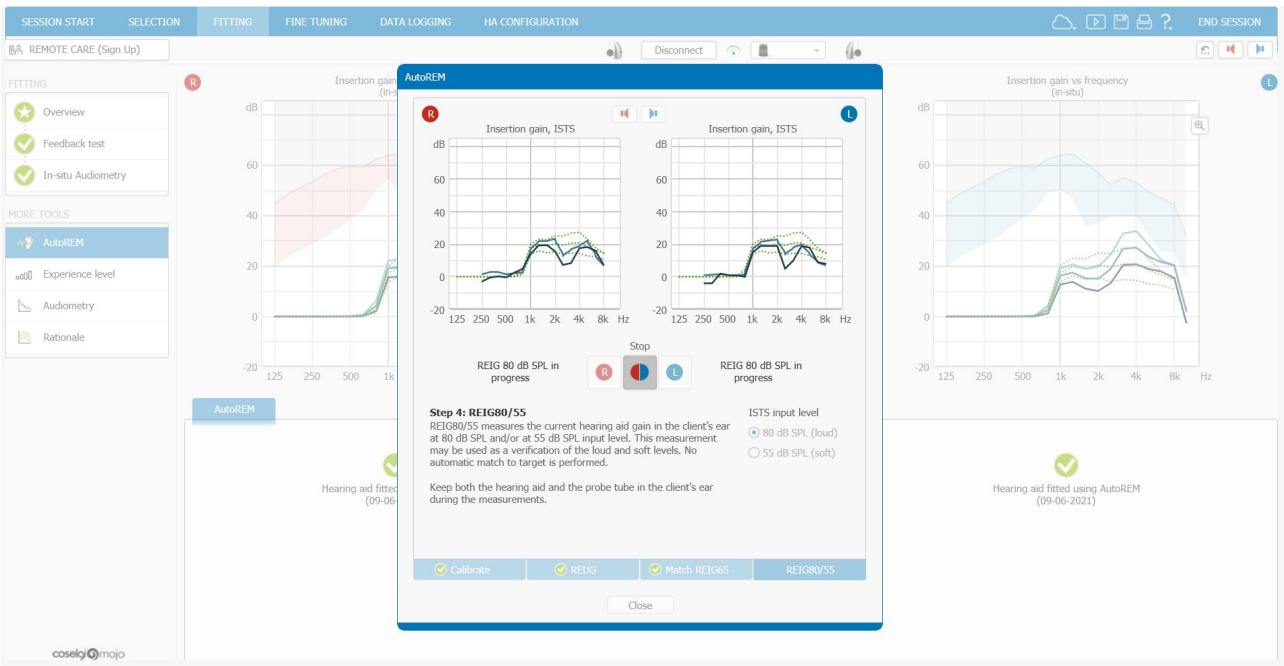 SESSION START SELECTION FITTING FINE TUNING DATA LOGGING HA CONFIGURATION ? END SESSION
REMOTE CARE (Sign Up) Disconnect
FITTING
Overview
Feedback test
In-situ Audiometry
MORE TOOLS
AutoREM
Experience level
Audiometry
Rationale
coselgi mojo
R
Insertion gain
(in-s
dB
60
40
20
0
-20
125 250 500 1k
AutoREM
Hearing aid fitted
(09-06-
AutoREM
R L
Insertion gain, ISTS
dB
60
40
20
0
-20
125 250 500 1k 2k 4k 8k Hz
Insertion gain, ISTS
dB
60
40
20
0
-20
125 250 500 1k 2k 4k 8k Hz
Stop
REIG 80 dB SPL in
progress
R L
REIG 80 dB SPL in
progress
Step 4: REIG80/55
REIG80/55 measures the current hearing aid gain in the client's ear
at 80 dB SPL and/or at 55 dB SPL input level. This measurement
may be used as a verification of the loud and soft levels. No
automatic match to target is performed.
Keep both the hearing aid and the probe tube in the client's ear
during the measurements.
ISTS input level
80 dB SPL (loud)
55 dB SPL (soft)
Calibrate REUG Match REIG65 REIG80/55
Close
Insertion gain vs frequency
(in-situ)
L
dB
60
40
20
0
-20
125 250 500 1k 2k 4k 8k Hz
Hearing aid fitted using AutoREM
(09-06-2021)